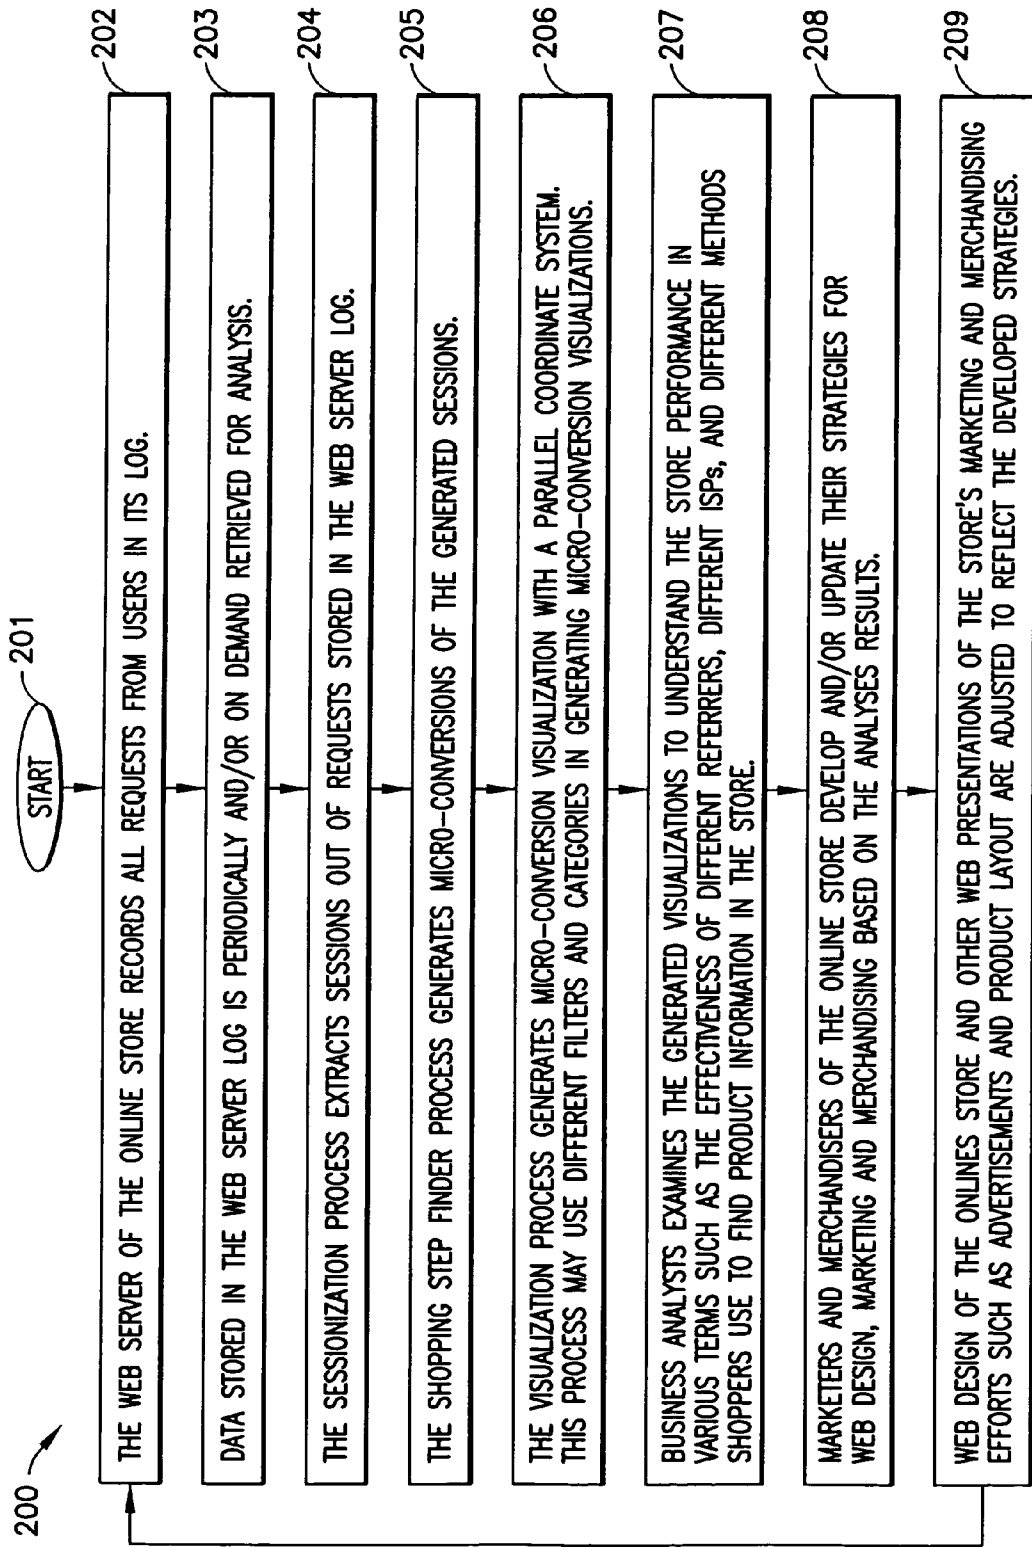 200
START
201
THE WEB SERVER OF THE ONLINE STORE RECORDS ALL REQUESTS FROM USERS IN ITS LOG.
202
DATA STORED IN THE WEB SERVER LOG IS PERIODICALLY AND/OR ON DEMAND RETRIEVED FOR ANALYSIS.
203
THE SESSIONIZATION PROCESS EXTRACTS SESSIONS OUT OF REQUESTS STORED IN THE WEB SERVER LOG.
204
THE SHOPPING STEP FINDER PROCESS GENERATES MICRO-CONVERSIONS OF THE GENERATED SESSIONS.
205
THE VISUALIZATION PROCESS GENERATES MICRO-CONVERSION VISUALIZATION WITH A PARALLEL COORDINATE SYSTEM.
THIS PROCESS MAY USE DIFFERENT FILTERS AND CATEGORIES IN GENERATING MICRO-CONVERSION VISUALIZATIONS.
206
BUSINESS ANALYSTS EXAMINES THE GENERATED VISUALIZATIONS TO UNDERSTAND THE STORE PERFORMANCE IN
VARIOUS TERMS SUCH AS THE EFFECTIVENESS OF DIFFERENT REFERRERS, DIFFERENT ISPs, AND DIFFERENT METHODS
SHOPPERS USE TO FIND PRODUCT INFORMATION IN THE STORE.
207
MARKETERS AND MERCHANDISERS OF THE ONLINE STORE DEVELOP AND/OR UPDATE THEIR STRATEGIES FOR
WEB DESIGN, MARKETING AND MERCHANDISING BASED ON THE ANALYSES RESULTS.
208
WEB DESIGN OF THE ONLINES STORE AND OTHER WEB PRESENTATIONS OF THE STORE'S MARKETING AND MERCHANDISING
EFFORTS SUCH AS ADVERTISEMENTS AND PRODUCT LAYOUT ARE ADJUSTED TO REFLECT THE DEVELOPED STRATEGIES.
209